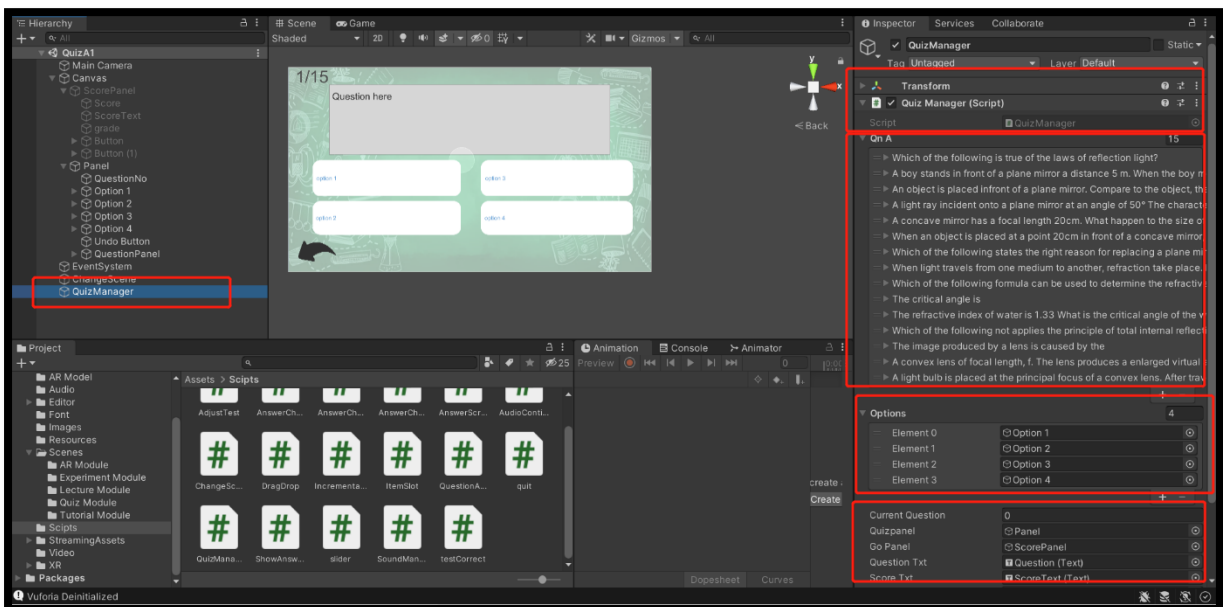 Hierarchy
All
QuizA1
Main Camera
Canvas
ScorePanel
Score
ScoreText
grade
Button
Button (1)
Panel
QuestionNo
Option 1
Option 2
Option 3
Option 4
Undo Button
QuestionPanel
EventSystem
ChangeScene
QuizManager
Scene Game
Shaded 2D 0 Gizmos All
1/15
Question here
option 1 option 3
option 2 option 4
y
x
Back
Project
25
AR Model
Audio
Editor
Font
Images
Resources
Scenes
AR Module
Experiment Module
Lecture Module
Quiz Module
Tutorial Module
Scipts
StreamingAssets
Video
XR
Packages
Assets > Scipts
AdjustTest AnswerCh... AnswerCh... AnswerScr... AudioConti...
ChangeSc... DragDrop Incrementa... ItemSlot QuestionA... quit
QuizMana... ShowAnsw... slider SoundMan... testCorrect
Animation Console Animator
Preview 0
Create
Dopesheet Curves
Inspector Services Collaborate
QuizManager Static
Tag Untagged Layer Default
Transform
Quiz Manager (Script)
Script QuizManager
Qn A 15
Which of the following is true of the laws of reflection light?
A boy stands in front of a plane mirror a distance 5 m. When the boy m
An object is placed infront of a plane mirror. Compare to the object, the
A light ray incident onto a plane mirror at an angle of 50° The characte
A concave mirror has a focal length 20cm. What happen to the size of
When an object is placed at a point 20cm in front of a concave mirror
Which of the following states the right reason for replacing a plane mir
When light travels from one medium to another, refraction take place.
Which of the following formula can be used to determine the refractive
The critical angle is
The refractive index of water is 1.33 What is the critical angle of the w
Which of the following not applies the principle of total internal reflecti
The image produced by a lens is caused by the
A convex lens of focal length, f. The lens produces a enlarged virtual
A light bulb is placed at the principal focus of a convex lens. After trav
Options 4
Element 0 Option 1
Element 1 Option 2
Element 2 Option 3
Element 3 Option 4
Current Question 0
Quizpanel Panel
Go Panel ScorePanel
Question Txt Question (Text)
Score Txt ScoreText (Text)
Vuforia Deinitialized